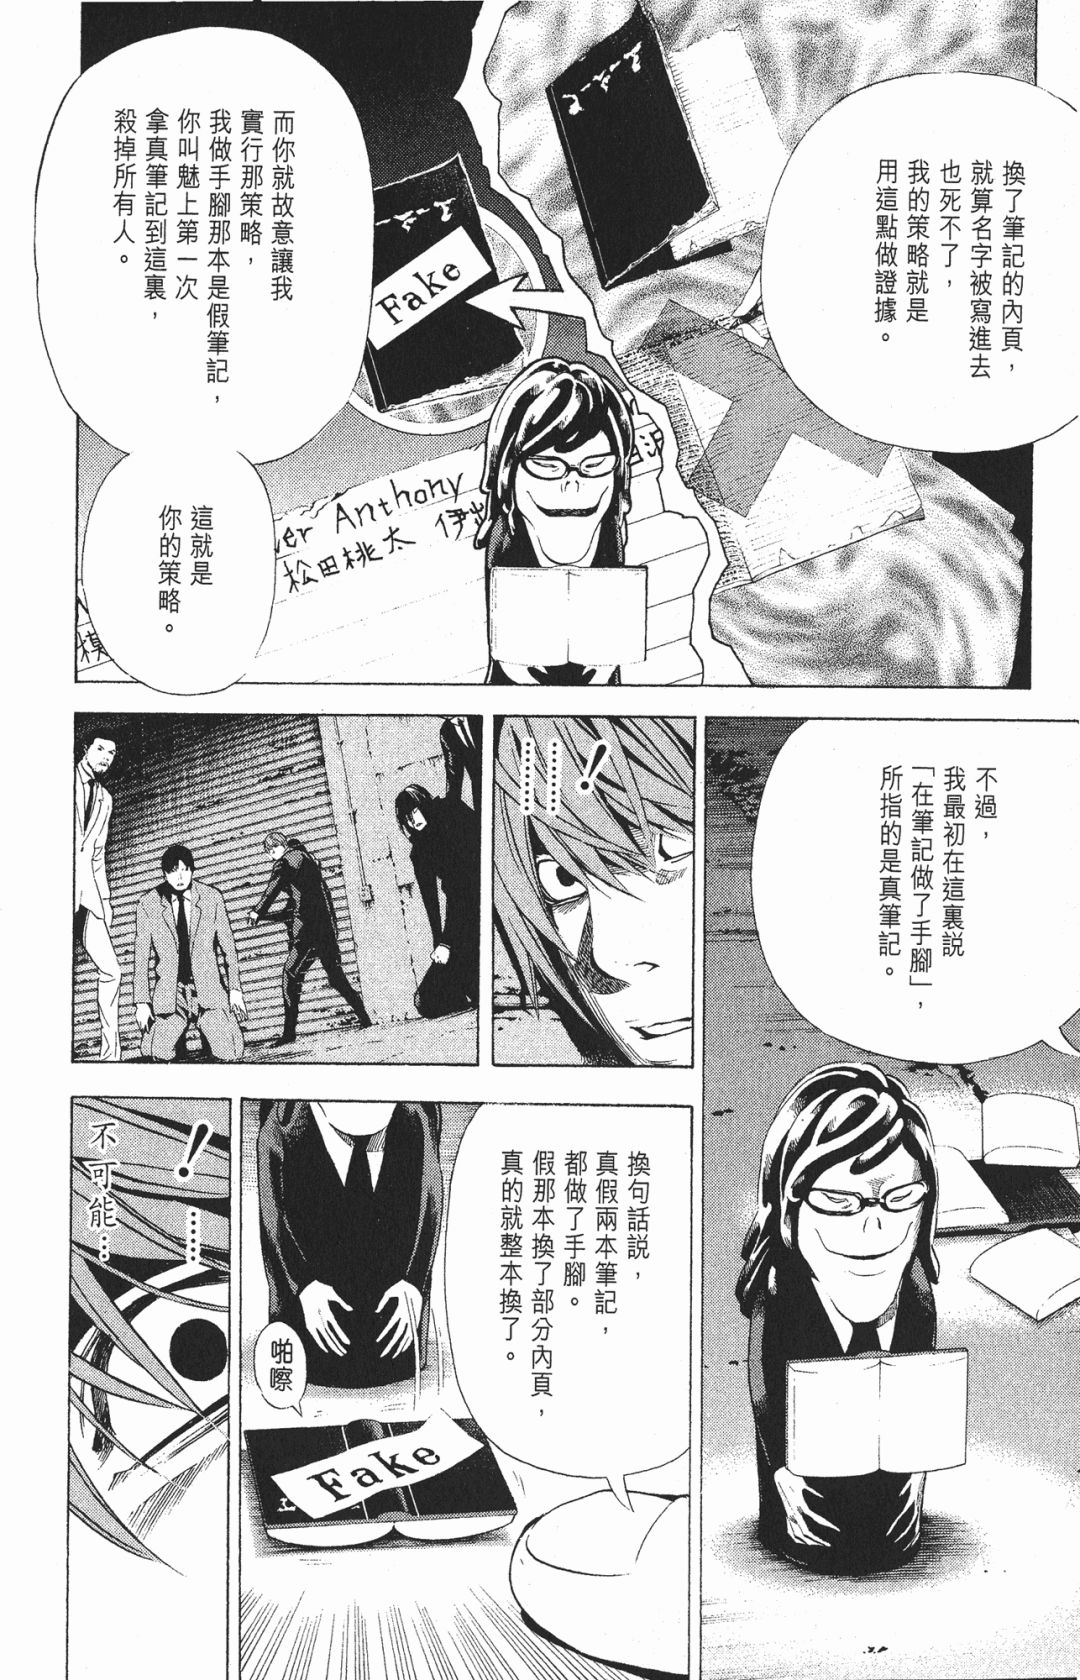 換了筆記的內頁，
就算名字被寫進去
也死不了，
我的策略就是
用這點做證據。
而你就故意讓我
實行那策略，
我做手腳那本是假筆記，
你叫魅上第一次
拿真筆記到這裏，
殺掉所有人。
Fake
Anthony
松田桃太
伊
模
這就是
你的策略。
不過，
我最初在這裏説
「在筆記做了手腳」，
所指的是真筆記。
！
…………
換句話説，
真假兩本筆記，
都做了手腳。
假那本換了部分內頁，
真的就整本換了。
啪嚓
Fake
！
……
不可能…